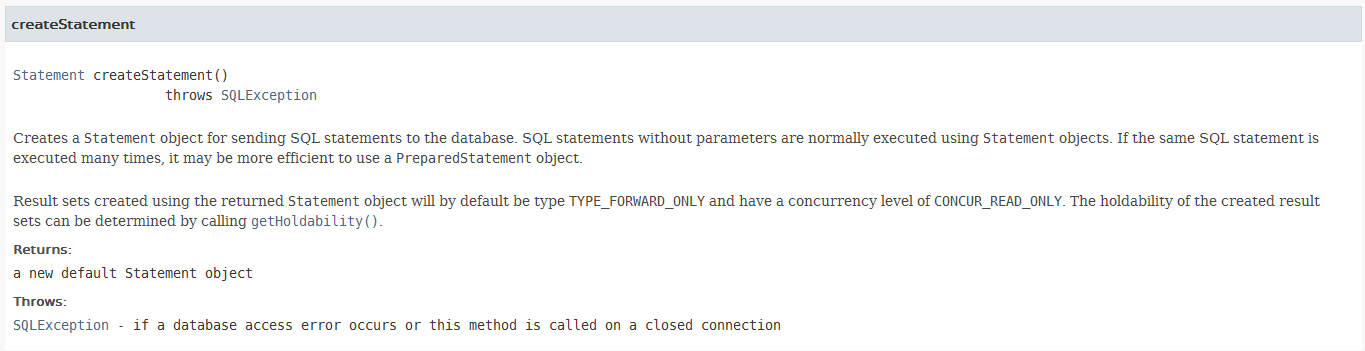 createStatement
Statement createStatement()
throws SQLException
Creates a Statement object for sending SQL statements to the database. SQL statements without parameters are normally executed using Statement objects. If the same SQL statement is
executed many times, it may be more efficient to use a PreparedStatement object.
Result sets created using the returned Statement object will by default be type TYPE_FORWARD_ONLY and have a concurrency level of CONCUR_READ_ONLY. The holdability of the created result
sets can be determined by calling getHoldability().
Returns:
a new default Statement object
Throws:
SQLException - if a database access error occurs or this method is called on a closed connection